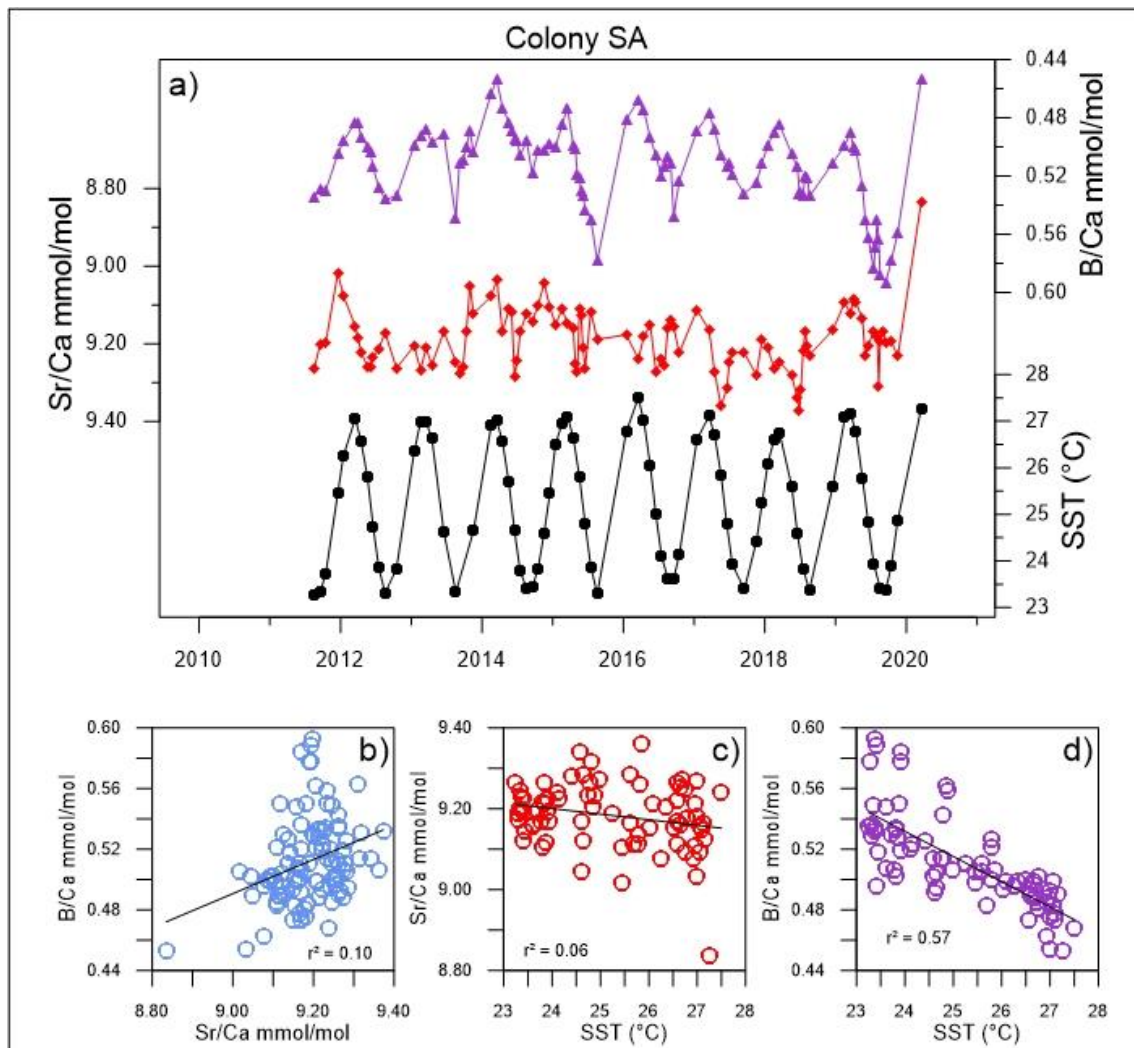 Colony SA
a)
0.44
0.48
0.52
0.56
0.60
B/Ca mmol/mol
8.80
9.00
9.20
9.40
Sr/Ca mmol/mol
28
27
26
25
24
23
SST (°C)
2010 2012 2014 2016 2018 2020
b)
0.60
0.56
0.52
0.48
0.44
B/Ca mmol/mol
r² = 0.10
8.80 9.00 9.20 9.40
Sr/Ca mmol/mol
c)
9.40
9.20
9.00
8.80
Sr/Ca mmol/mol
r² = 0.06
23 24 25 26 27 28
SST (°C)
d)
0.60
0.56
0.52
0.48
0.44
B/Ca mmol/mol
r² = 0.57
23 24 25 26 27 28
SST (°C)